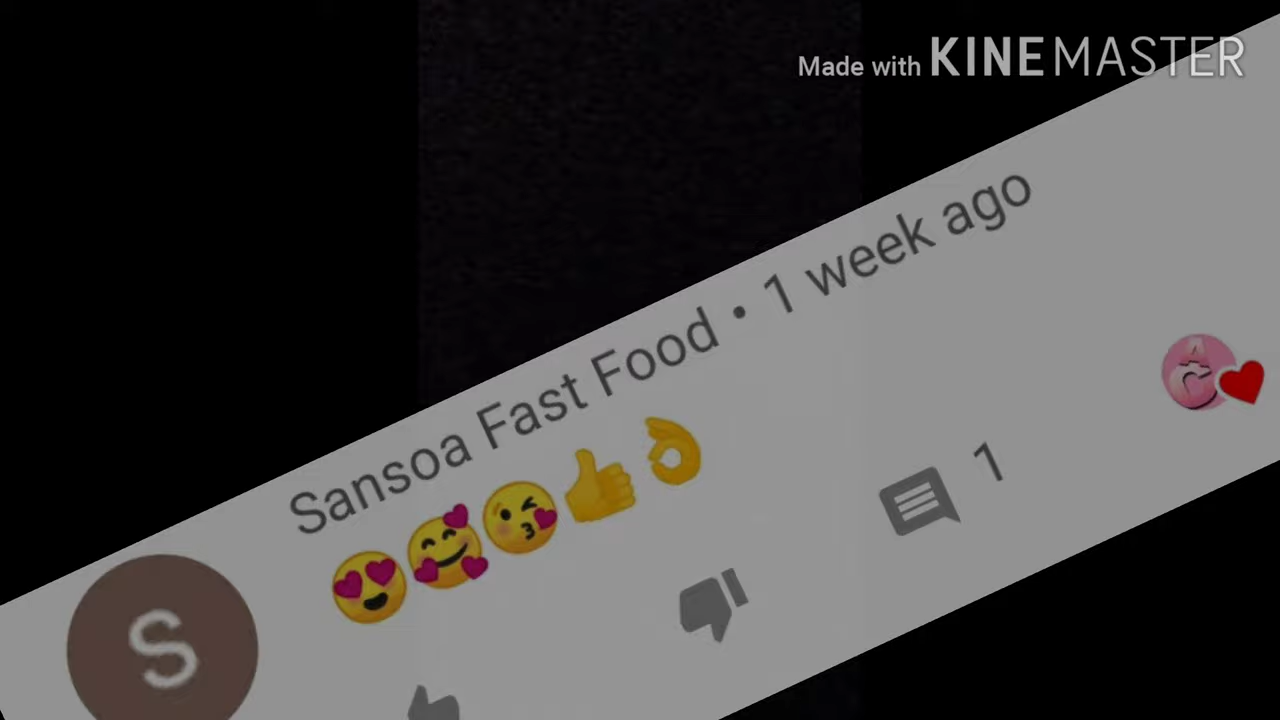 Made with KINEMASTER
Sansoa Fast Food • 1 week ago
😍🥰😘👍👌
1
S